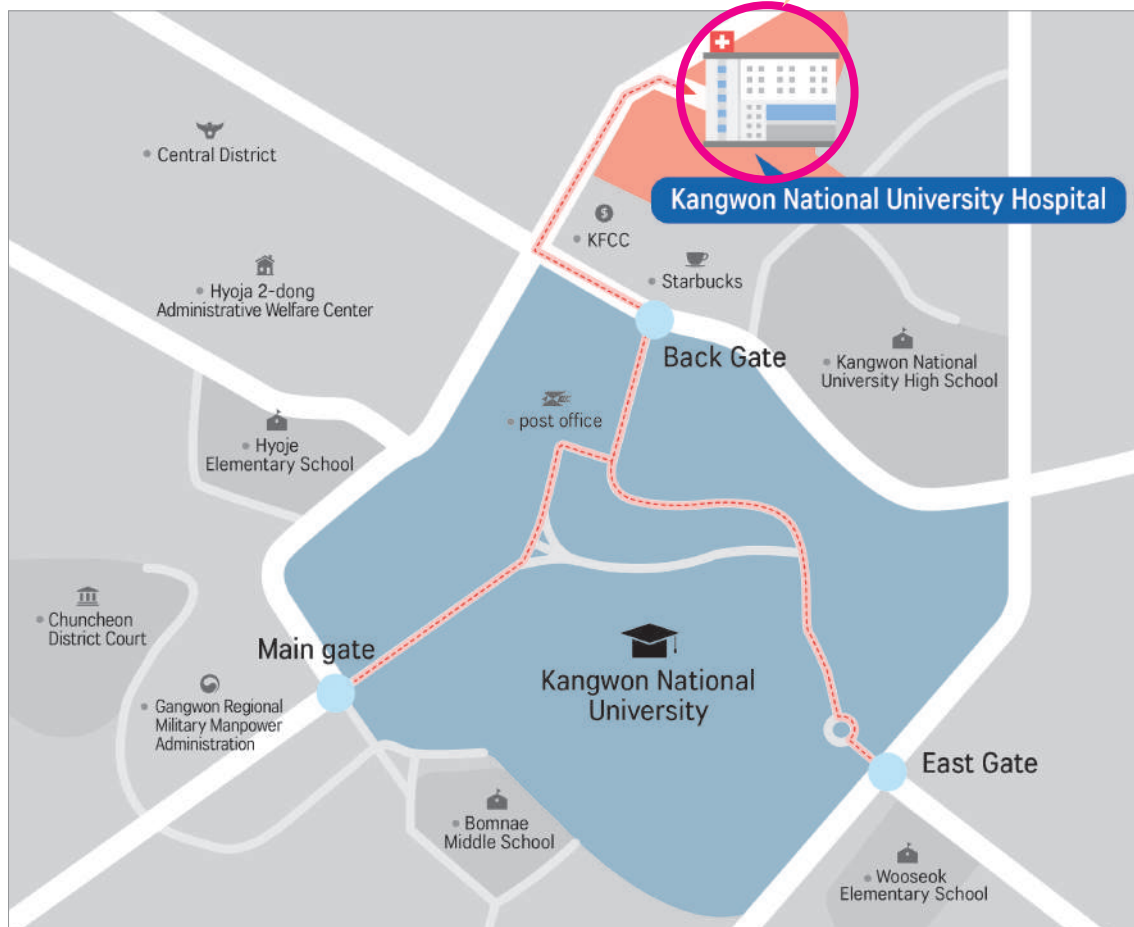 Central District
Kangwon National University Hospital
KFCC
Starbucks
Hyoja 2-dong
Administrative Welfare Center
Back Gate
Kangwon National
University High School
post office
Hyoje
Elementary School
Chuncheon
District Court
Main gate
Kangwon National
University
Gangwon Regional
Military Manpower
Administration
East Gate
Bomnae
Middle School
Wooseok
Elementary School